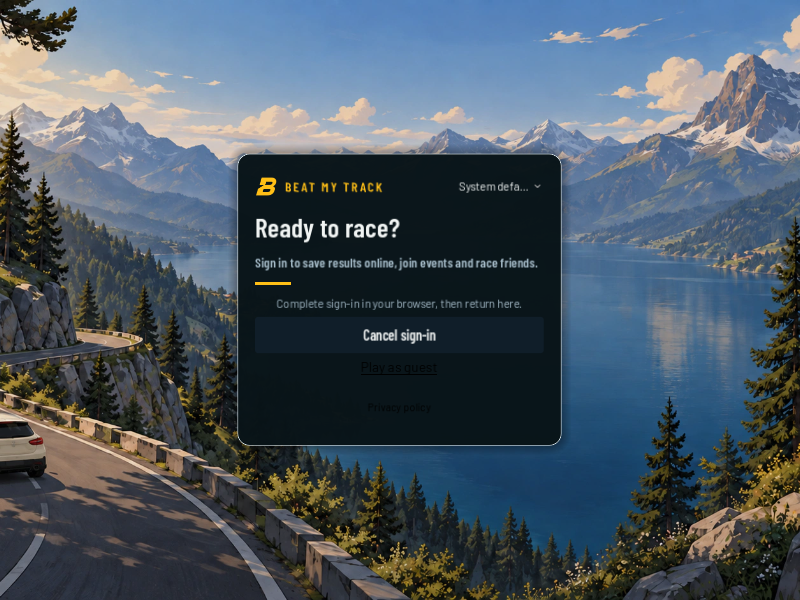 BEAT MY TRACK
System defa...
Ready to race?
Sign in to save results online, join events and race friends.
Complete sign-in in your browser, then return here.
Cancel sign-in
Play as guest
Privacy policy